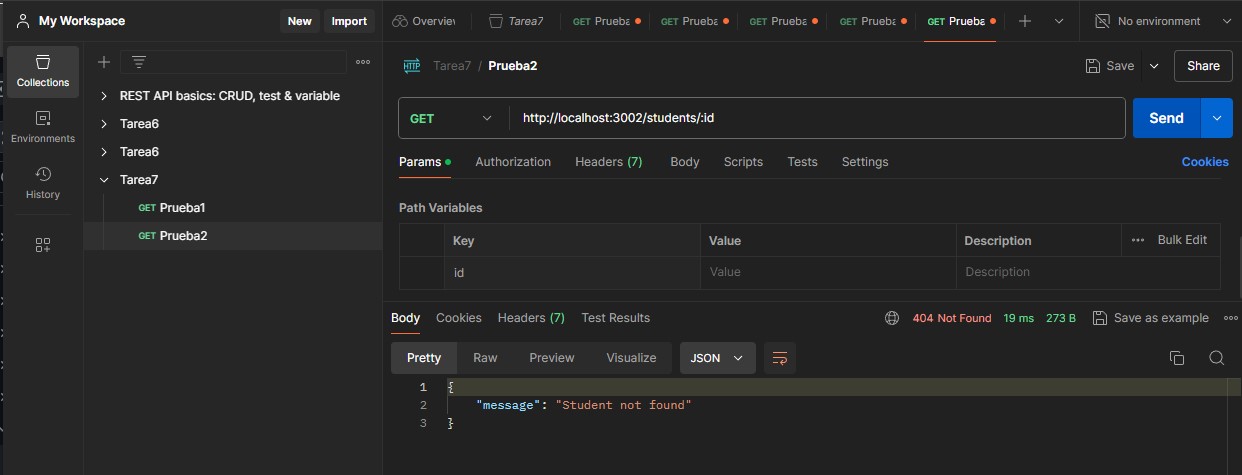 My Workspace
New
Import
Overviev
Tarea7
GET Prueba
GET Prueba
GET Prueba
GET Prueba
GET Prueba
No environment
Collections
Environments
History
REST API basics: CRUD, test & variable
Tarea6
Tarea6
Tarea7
GET Prueba1
GET Prueba2
HTTP Tarea7 / Prueba2
Save
Share
GET
http://localhost:3002/students/:id
Send
Params
Authorization
Headers (7)
Body
Scripts
Tests
Settings
Cookies
Path Variables
Key
Value
Description
Bulk Edit
id
Value
Description
Body
Cookies
Headers (7)
Test Results
404 Not Found
19 ms
273 B
Save as example
Pretty
Raw
Preview
Visualize
JSON
1 {
2 "message": "Student not found"
3 }